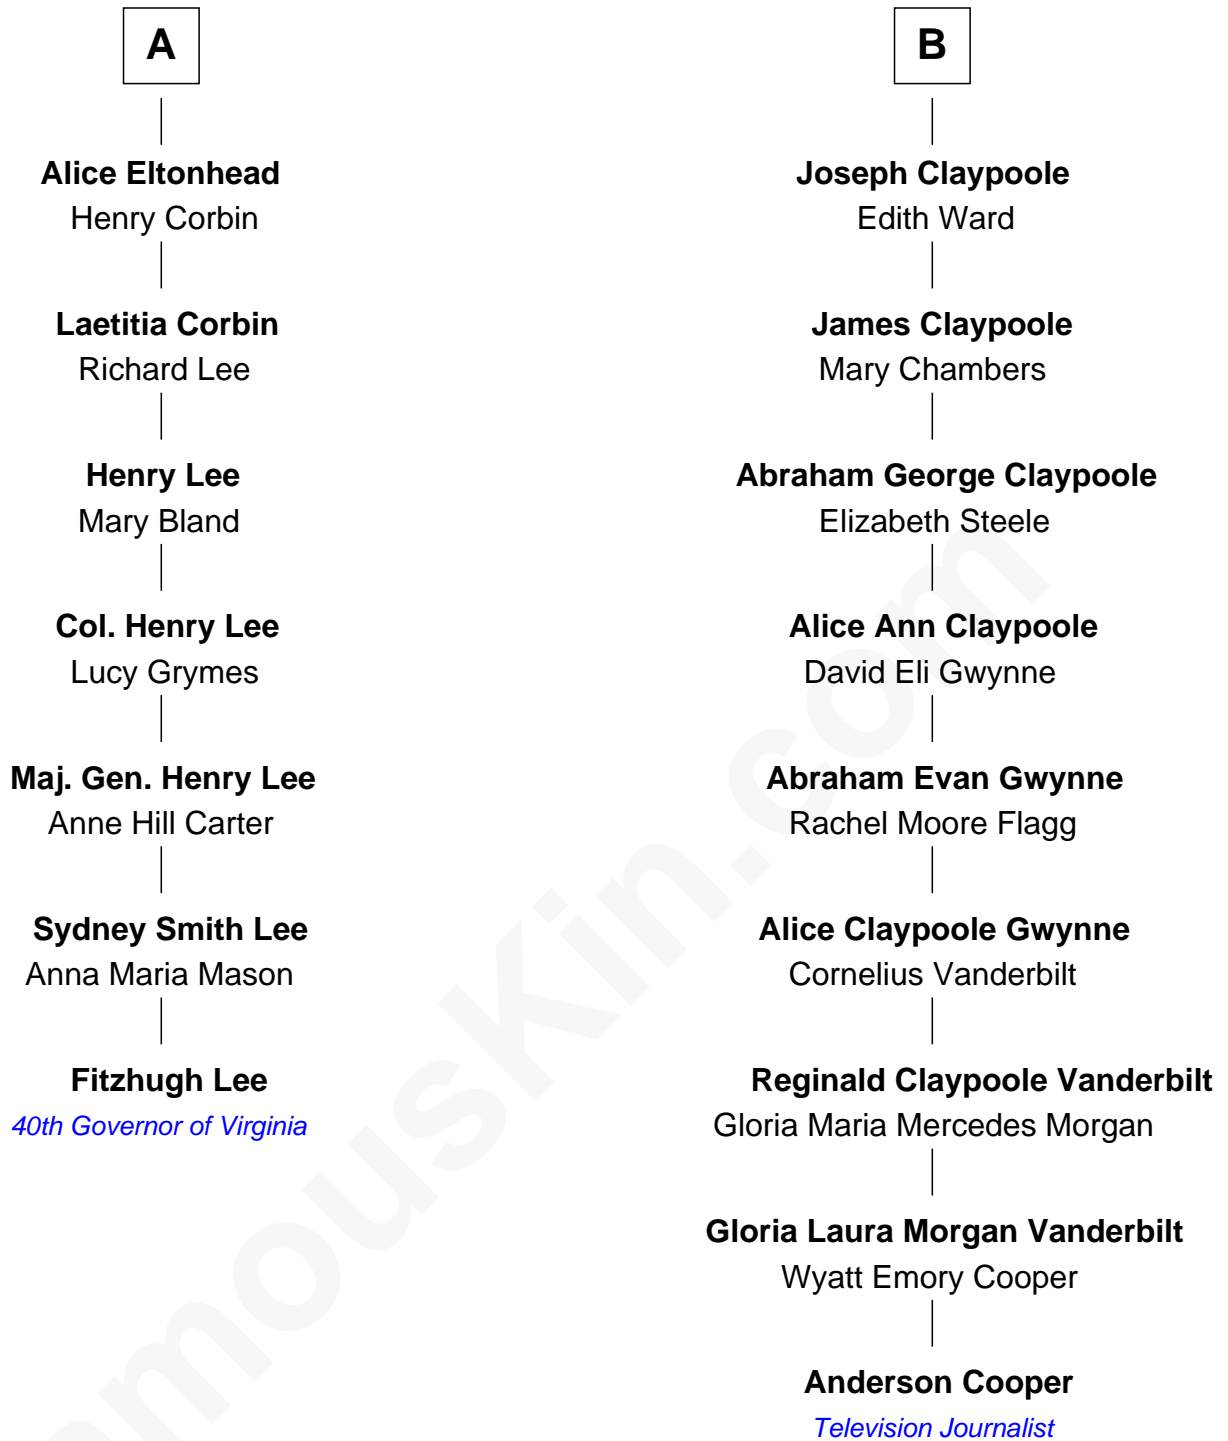 A
Alice Eltonhead
Henry Corbin
Laetitia Corbin
Richard Lee
Henry Lee
Mary Bland
Col. Henry Lee
Lucy Grymes
Maj. Gen. Henry Lee
Anne Hill Carter
Sydney Smith Lee
Anna Maria Mason
Fitzhugh Lee
40th Governor of Virginia
B
Joseph Claypoole
Edith Ward
James Claypoole
Mary Chambers
Abraham George Claypoole
Elizabeth Steele
Alice Ann Claypoole
David Eli Gwynne
Abraham Evan Gwynne
Rachel Moore Flagg
Alice Claypoole Gwynne
Cornelius Vanderbilt
Reginald Claypoole Vanderbilt
Gloria Maria Mercedes Morgan
Gloria Laura Morgan Vanderbilt
Wyatt Emory Cooper
Anderson Cooper
Television Journalist
amousKin.com